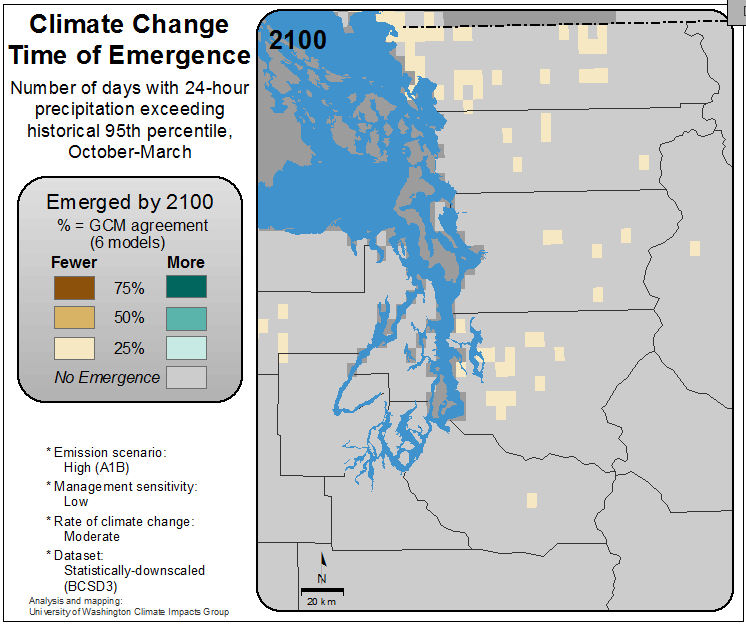 Climate Change
Time of Emergence
Number of days with 24-hour
precipitation exceeding
historical 95th percentile,
October-March
Emerged by 2100
% = GCM agreement
(6 models)
Fewer More
75%
50%
25%
No Emergence
* Emission scenario:
High (A1B)
* Management sensitivity:
Low
* Rate of climate change:
Moderate
* Dataset:
Statistically-downscaled
(BCSD3)
Analysis and mapping:
University of Washington Climate Impacts Group
2100
N
20 km